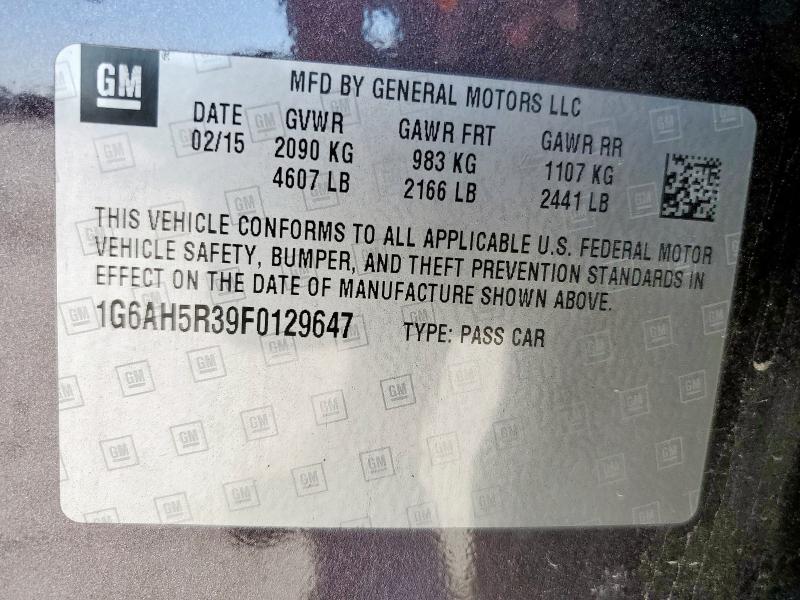 GM
MFD BY GENERAL MOTORS LLC
DATE GVWR GAWR FRT GAWR RR
02/15 2090 KG 983 KG 1107 KG
4607 LB 2166 LB 2441 LB
THIS VEHICLE CONFORMS TO ALL APPLICABLE U.S. FEDERAL MOTOR
VEHICLE SAFETY, BUMPER, AND THEFT PREVENTION STANDARDS IN
EFFECT ON THE DATE OF MANUFACTURE SHOWN ABOVE.
1G6AH5R39F0129647 TYPE: PASS CAR